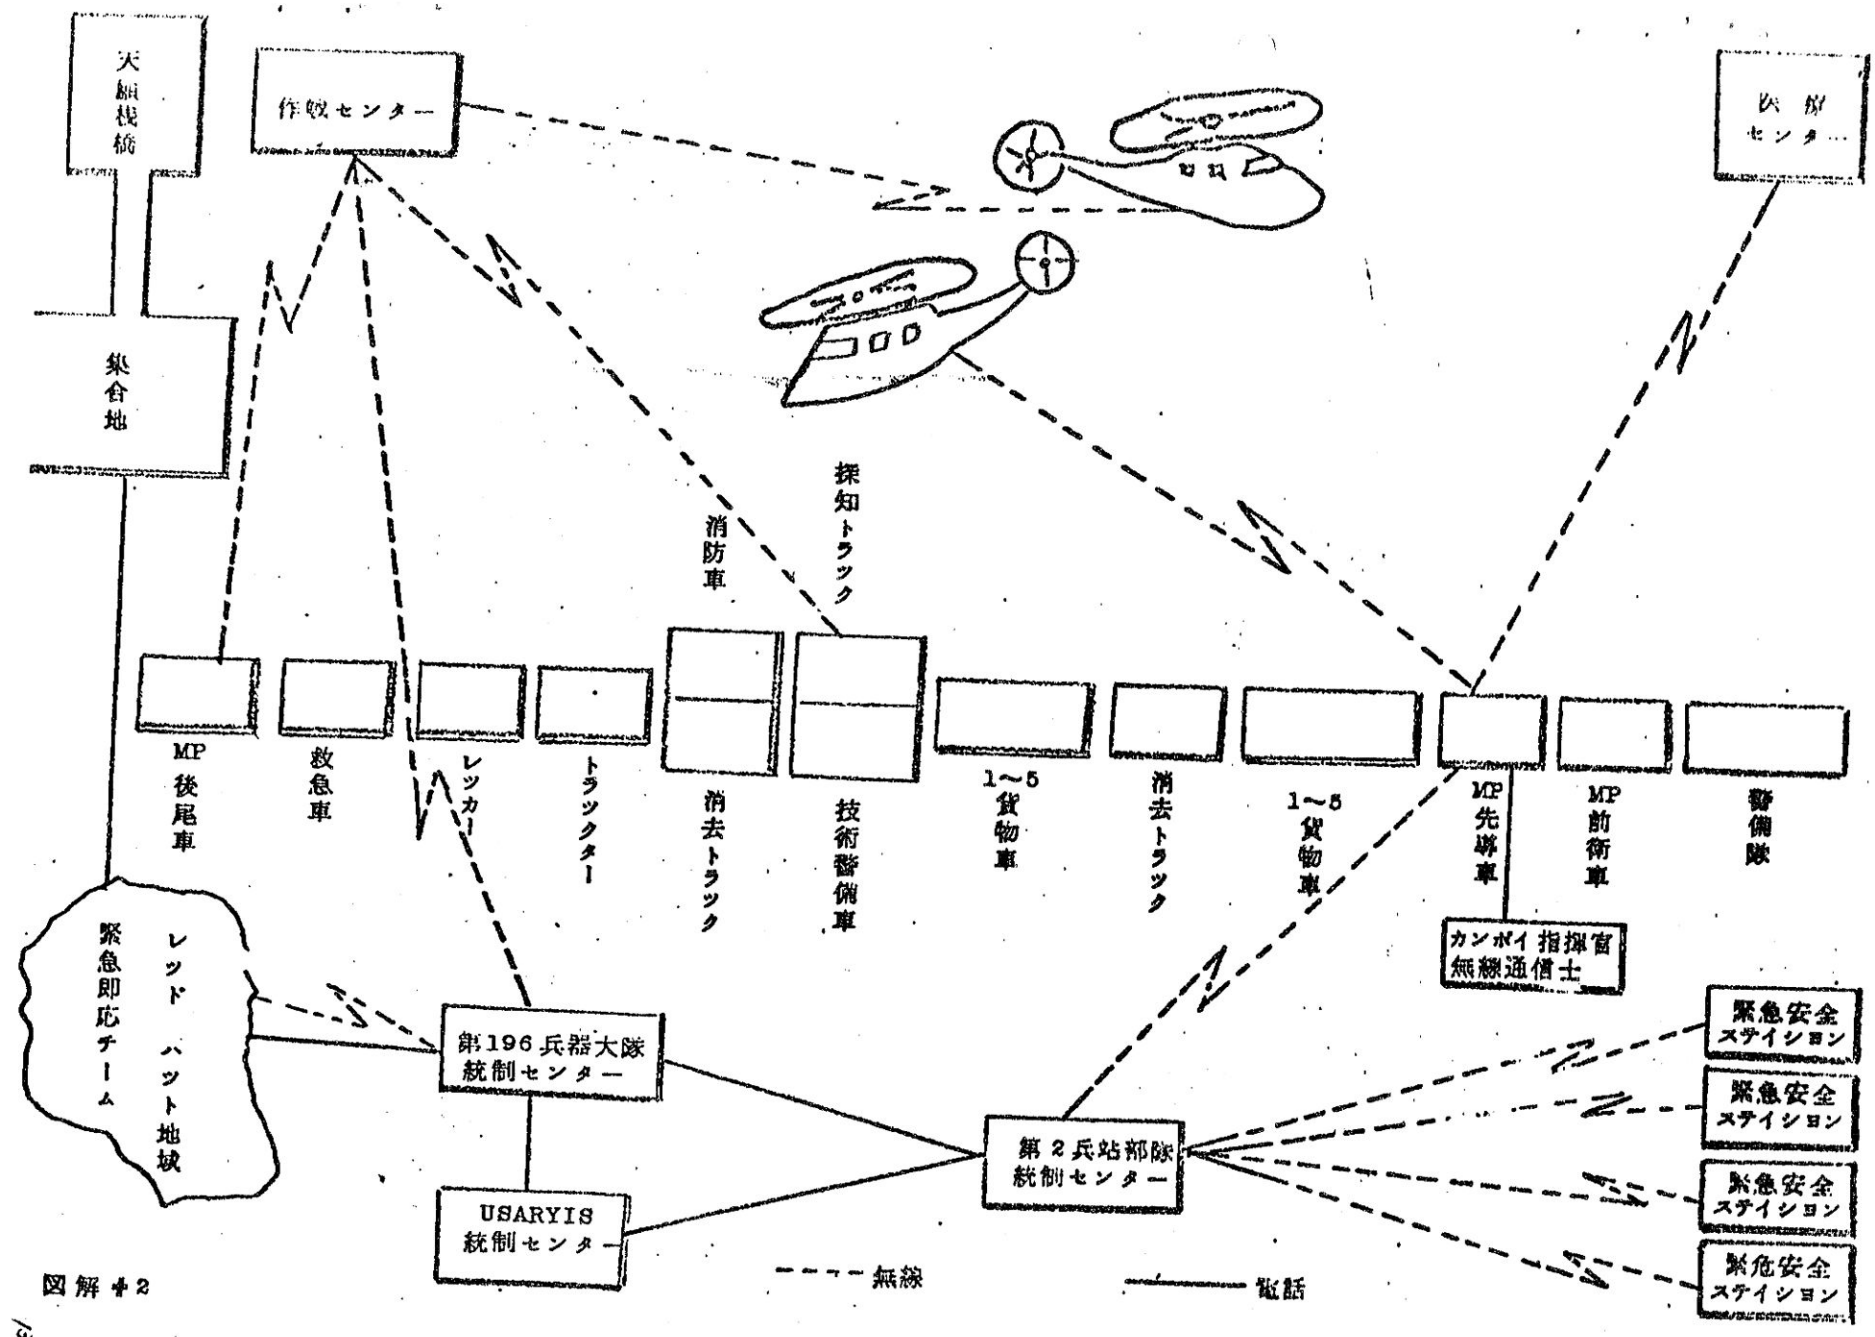 天願桟橋
作戦センター
医療
センター
集合地
探知トラック
消防車
MP後尾車
救急車
レッカー
トラックター
消去トラック
技術警備車
1～5貨物車
消去トラック
1～5貨物車
MP先導車
MP前衛車
警備隊
カンボイ指揮官
無線通信士
レッド ハット地域
緊急即応チーム
第196兵器大隊
統制センター
USARYIS
統制センター
第2兵站部隊
統制センター
緊急安全
ステイション
緊急安全
ステイション
緊急安全
ステイション
緊危安全
ステイション
無線
電話
図解#2